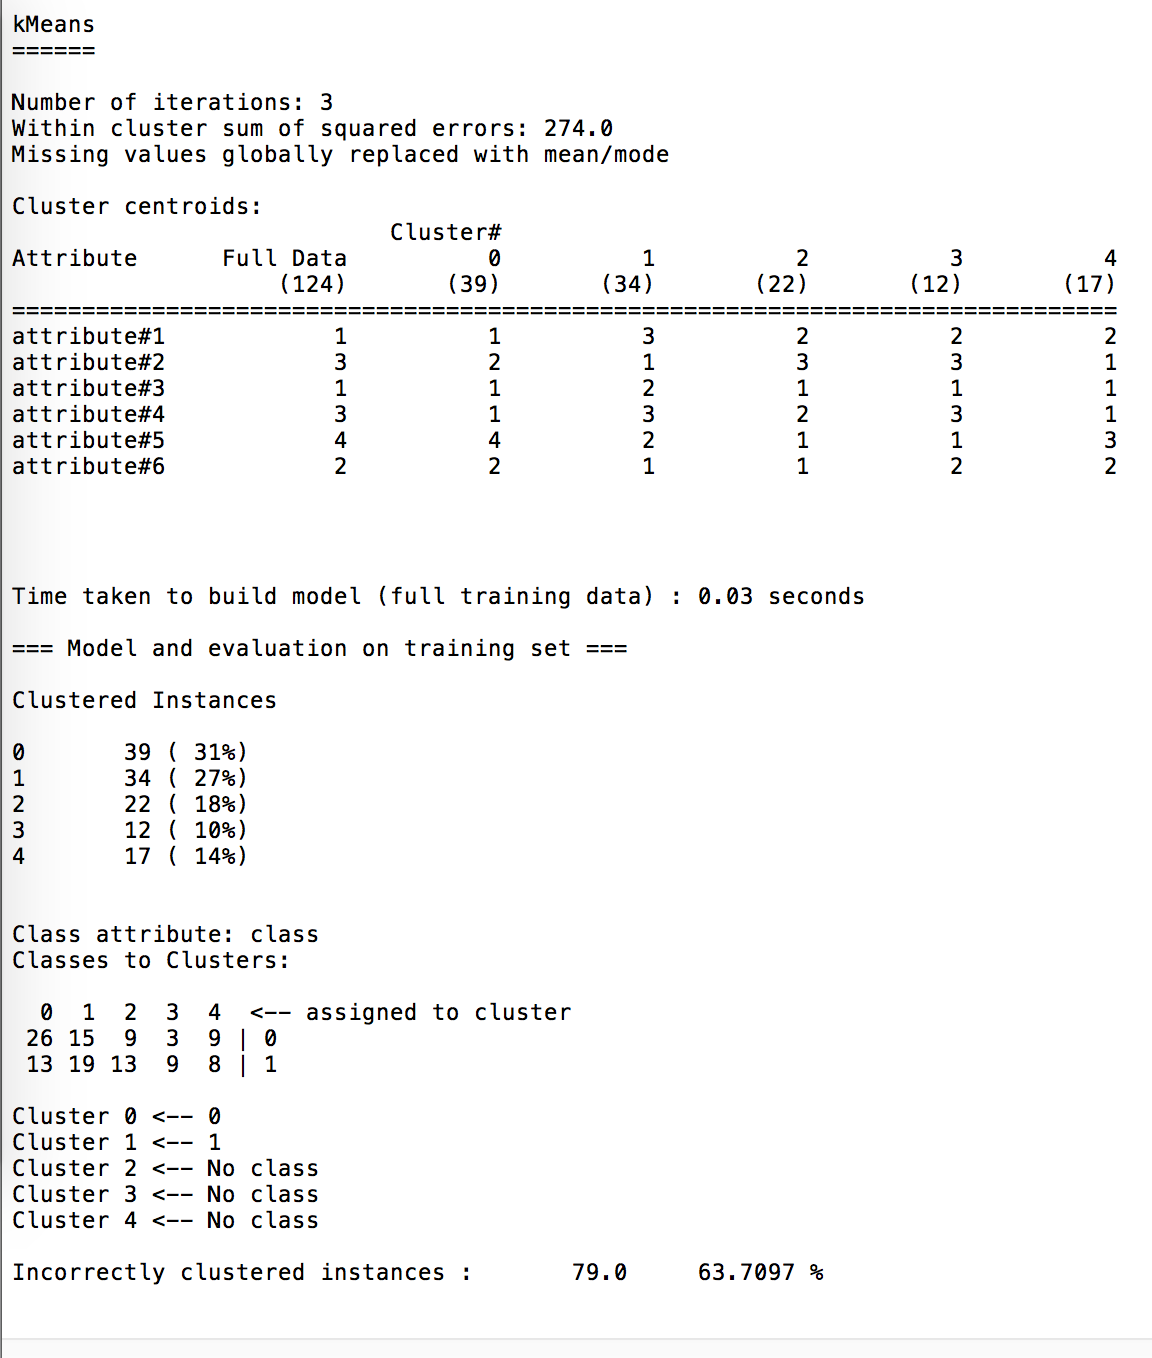 kMeans
======
Number of iterations: 3
Within cluster sum of squared errors: 274.0
Missing values globally replaced with mean/mode
Cluster centroids:
                           Cluster#
Attribute      Full Data          0          1          2          3          4
                   (124)       (39)       (34)       (22)       (12)       (17)
===============================================================================
attribute#1            1          1          3          2          2          2
attribute#2            3          2          1          3          3          1
attribute#3            1          1          2          1          1          1
attribute#4            3          1          3          2          3          1
attribute#5            4          4          2          1          1          3
attribute#6            2          2          1          1          2          2
Time taken to build model (full training data) : 0.03 seconds
=== Model and evaluation on training set ===
Clustered Instances
0       39 ( 31%)
1       34 ( 27%)
2       22 ( 18%)
3       12 ( 10%)
4       17 ( 14%)
Class attribute: class
Classes to Clusters:
  0  1  2  3  4  <-- assigned to cluster
 26 15  9  3  9 | 0
 13 19 13  9  8 | 1
Cluster 0 <-- 0
Cluster 1 <-- 1
Cluster 2 <-- No class
Cluster 3 <-- No class
Cluster 4 <-- No class
Incorrectly clustered instances :       79.0     63.7097 %